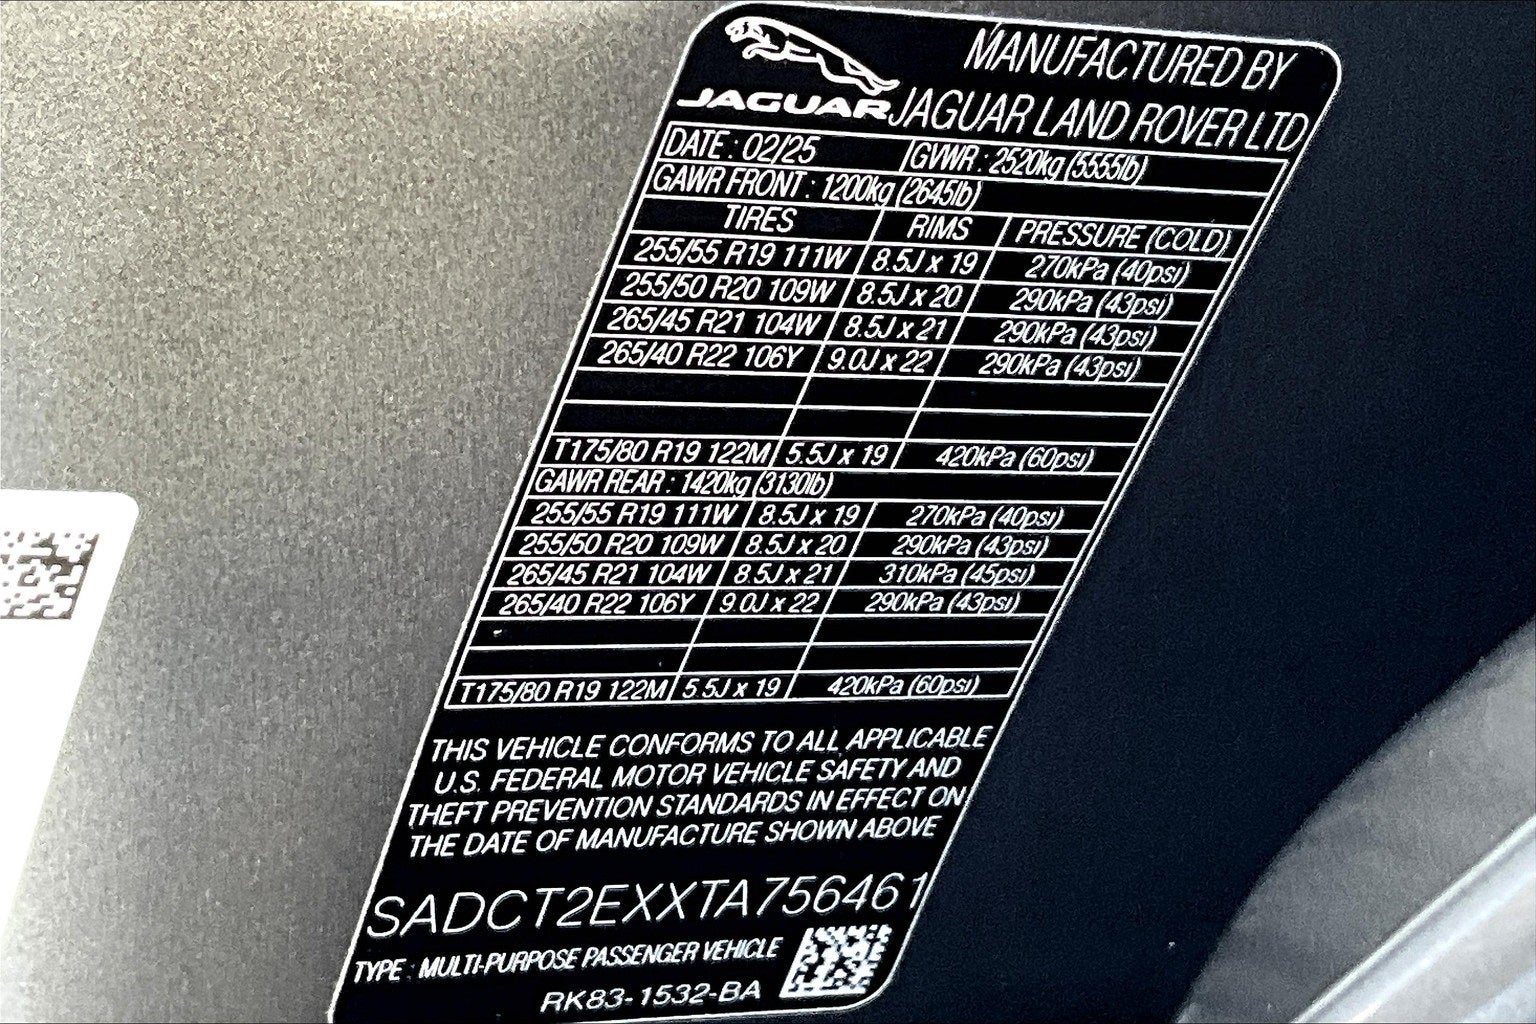 MANUFACTURED BY
JAGUAR JAGUAR LAND ROVER LTD
DATE : 02/25 GVWR : 2520kg (5555lb)
GAWR FRONT : 1200kg (2645lb)
TIRES RIMS PRESSURE (COLD)
255/55 R19 111W 8.5J x 19 270kPa (40psi)
255/50 R20 109W 8.5J x 20 290kPa (43psi)
265/45 R21 104W 8.5J x 21 290kPa (43psi)
265/40 R22 106Y 9.0J x 22 290kPa (43psi)
T175/80 R19 122M 5.5J x 19 420kPa (60psi)
GAWR REAR : 1420kg (3130lb)
255/55 R19 111W 8.5J x 19 270kPa (40psi)
255/50 R20 109W 8.5J x 20 290kPa (43psi)
265/45 R21 104W 8.5J x 21 310kPa (45psi)
265/40 R22 106Y 9.0J x 22 290kPa (43psi)
T175/80 R19 122M 5.5J x 19 420kPa (60psi)
THIS VEHICLE CONFORMS TO ALL APPLICABLE
U.S. FEDERAL MOTOR VEHICLE SAFETY AND
THEFT PREVENTION STANDARDS IN EFFECT ON
THE DATE OF MANUFACTURE SHOWN ABOVE
SADCT2EXXTA756461
TYPE : MULTI-PURPOSE PASSENGER VEHICLE
RK83-1532-BA